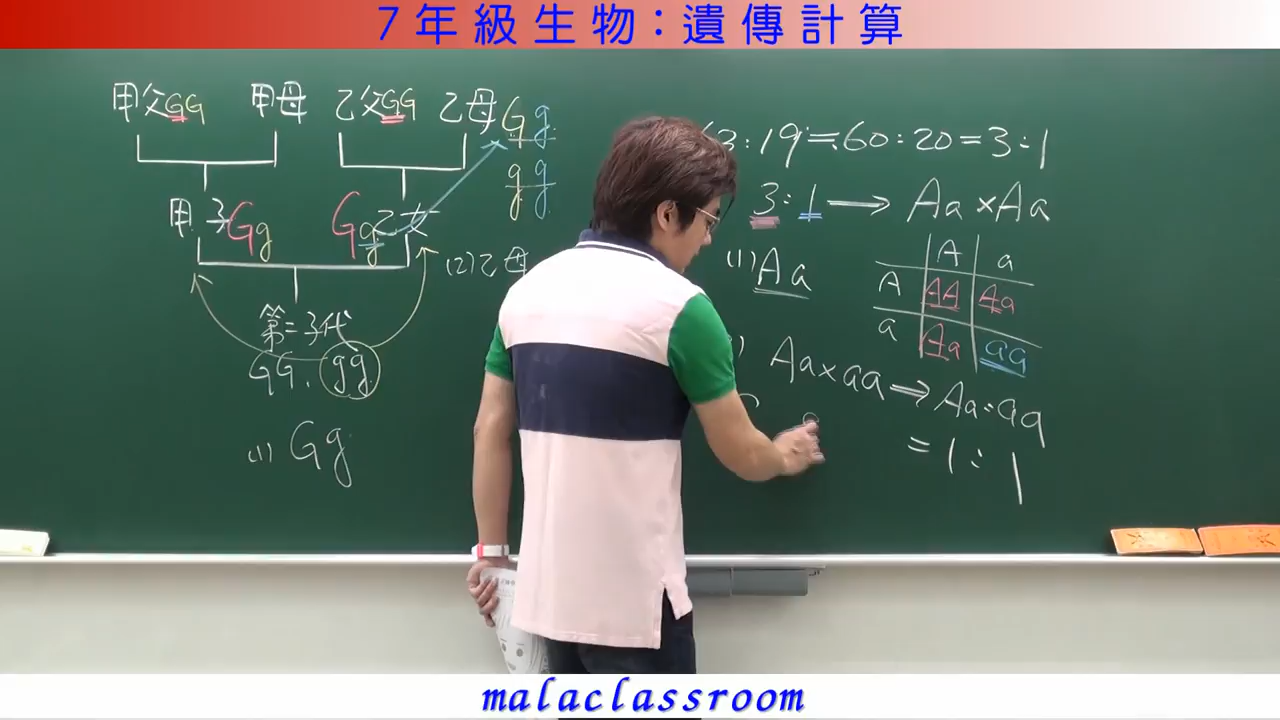 7年級生物:遺傳計算
甲父GG 甲母 乙父GG 乙母Gg
gg
甲子Gg Gg乙女
(2)乙母
第二子代
GG、gg
(1) Gg
63:19≒60:20=3:1
3:1→Aa×Aa
(1)Aa
A a
A AA Aa
a Aa aa
Aa×aa⇒Aa:aa
=1:1
malaclassroom